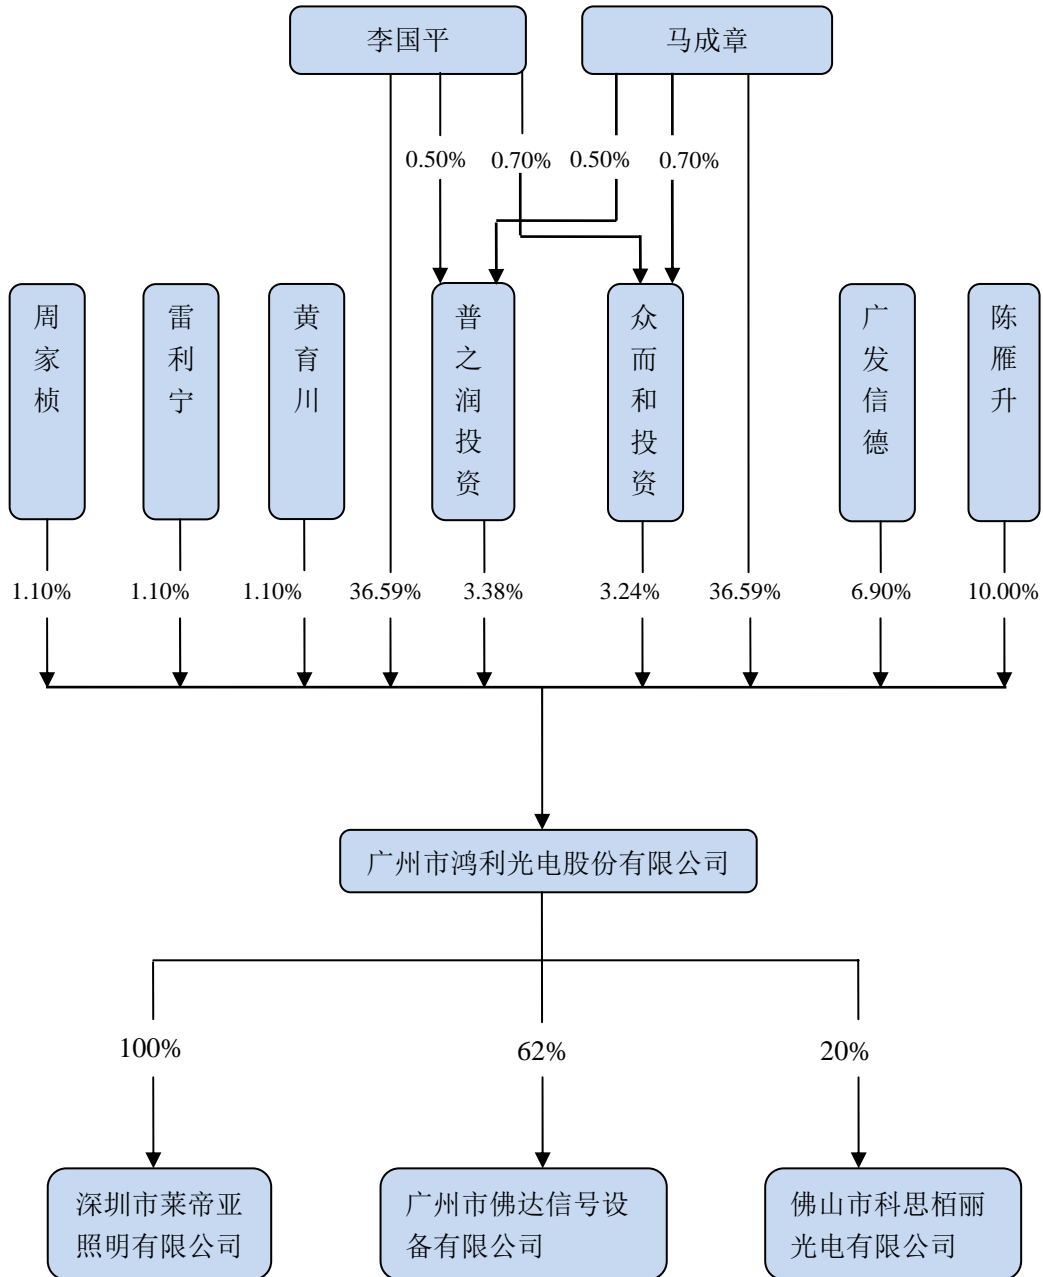 李国平
马成章
0.50%
0.70%
0.50%
0.70%
周家桢
雷利宁
黄育川
普之润投资
众而和投资
广发信德
陈雁升
1.10%
1.10%
1.10%
36.59%
3.38%
3.24%
36.59%
6.90%
10.00%
广州市鸿利光电股份有限公司
100%
62%
20%
深圳市莱帝亚
照明有限公司
广州市佛达信号设
备有限公司
佛山市科思栢丽
光电有限公司